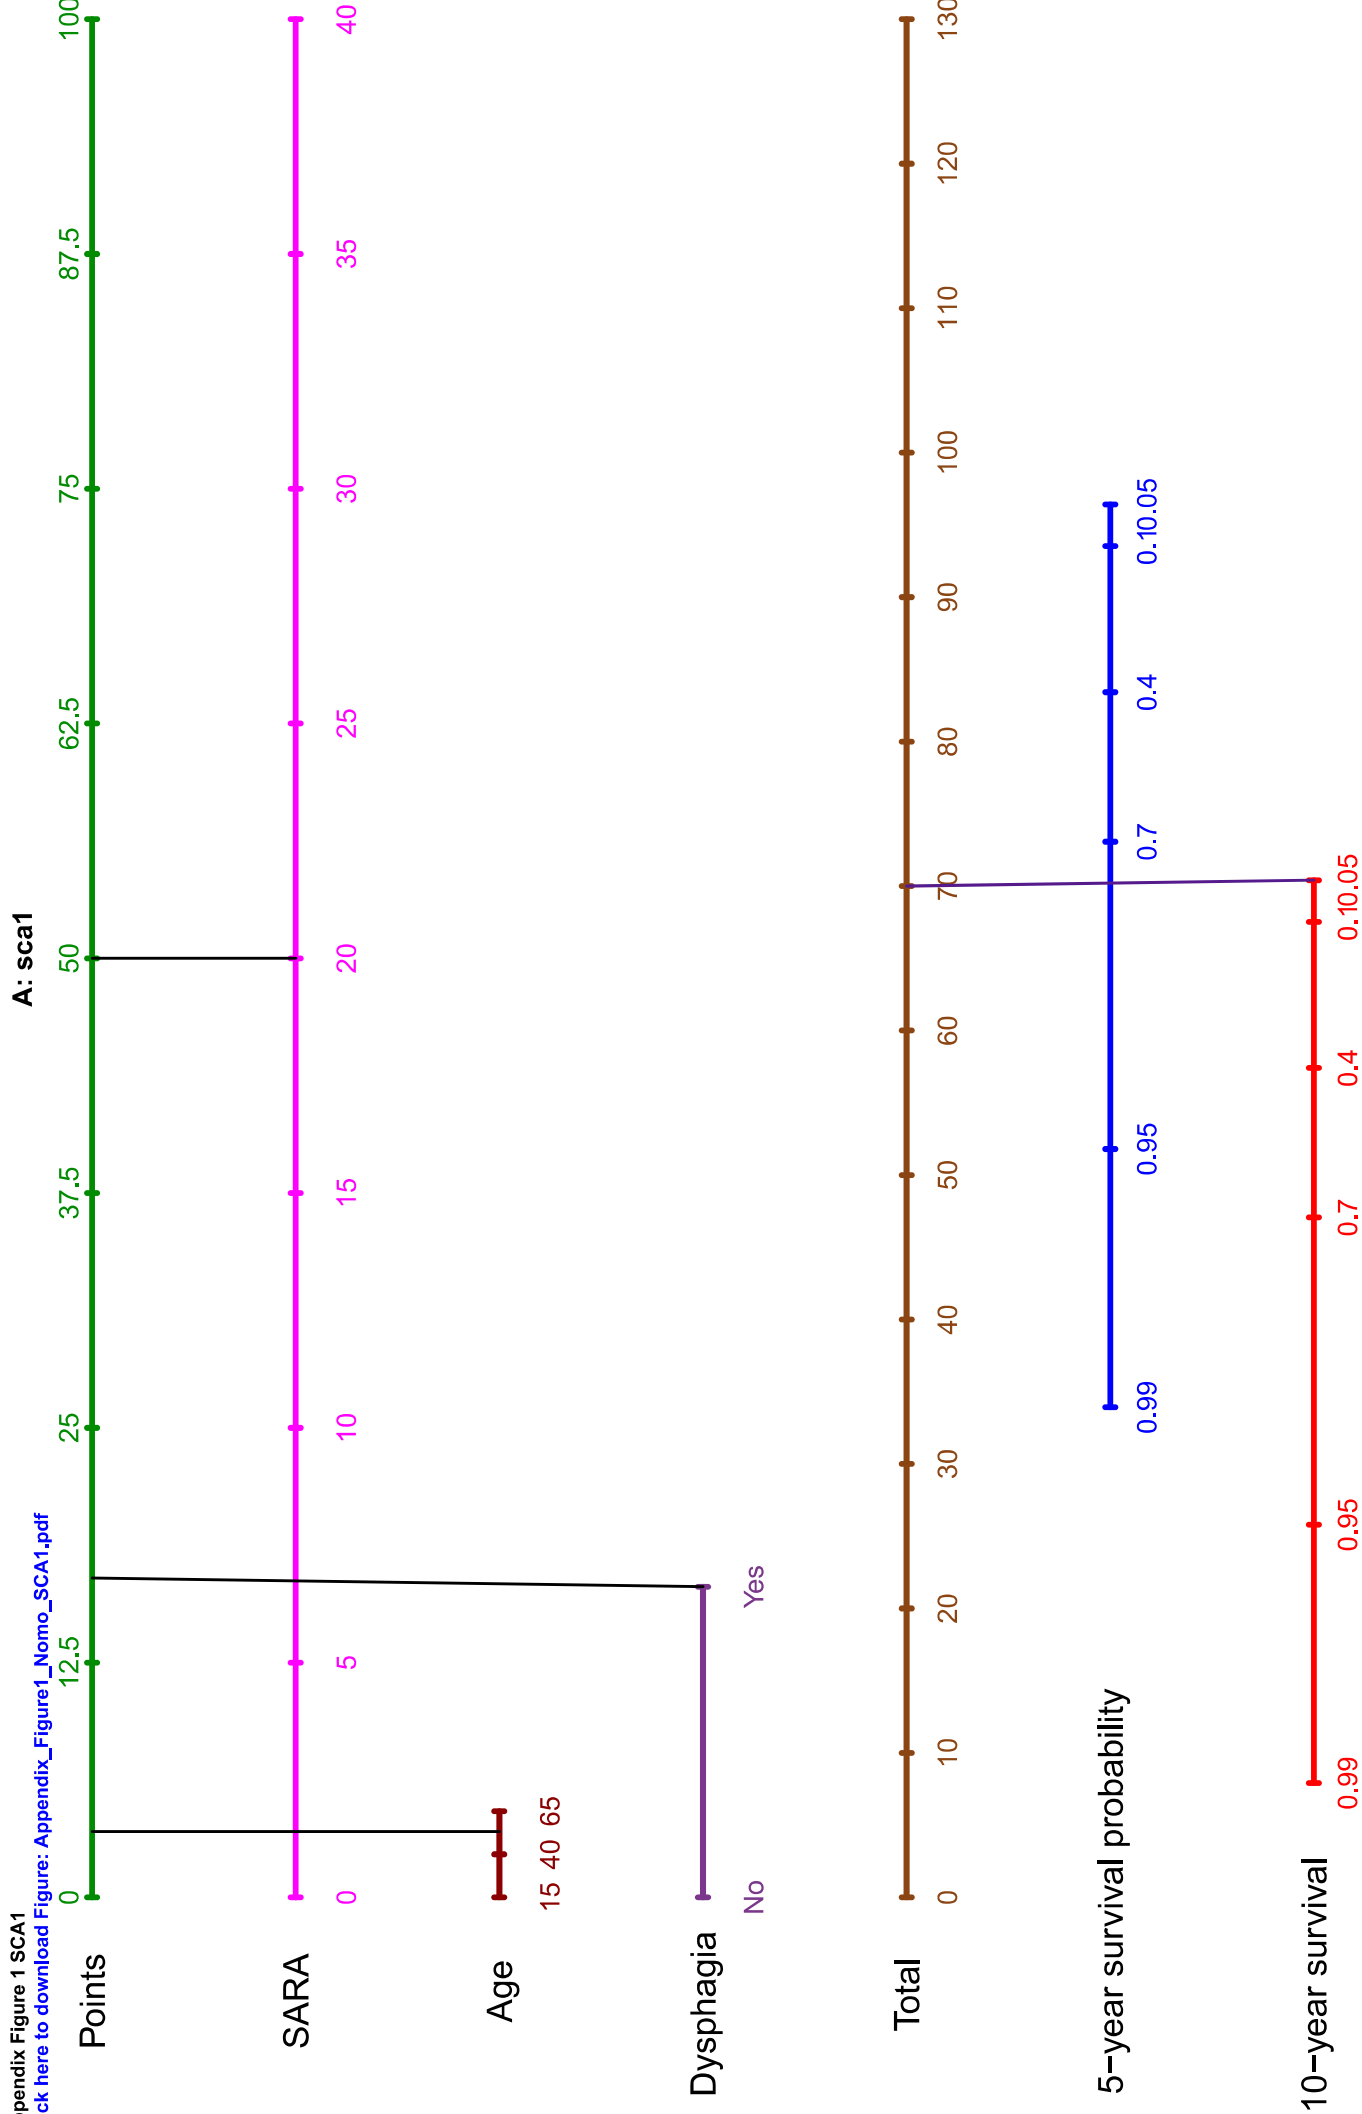 pendix Figure 1 SCA1
ck here to download Figure: Appendix_Figure1_Nomo_SCA1.pdf
A: sca1
Points
0 12.5 25 37.5 50 62.5 75 87.5 100
SARA
0 5 10 15 20 25 30 35 40
Age
15 40 65
Dysphagia
No Yes
Total
0 10 20 30 40 50 60 70 80 90 100 110 120 130
5−year survival probability
0.99 0.95 0.7 0.4 0.10.05
10−year survival
0.99 0.95 0.7 0.4 0.10.05